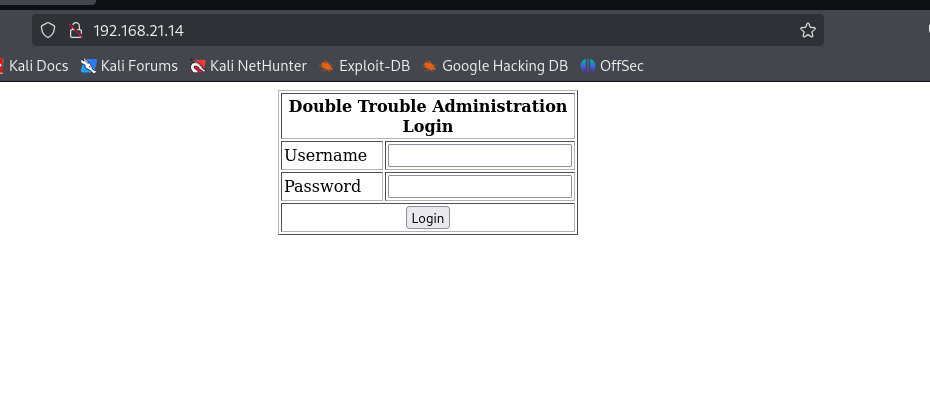 192.168.21.14
Kali Docs Kali Forums Kali NetHunter Exploit-DB Google Hacking DB OffSec
Double Trouble Administration
Login
Username
Password
Login